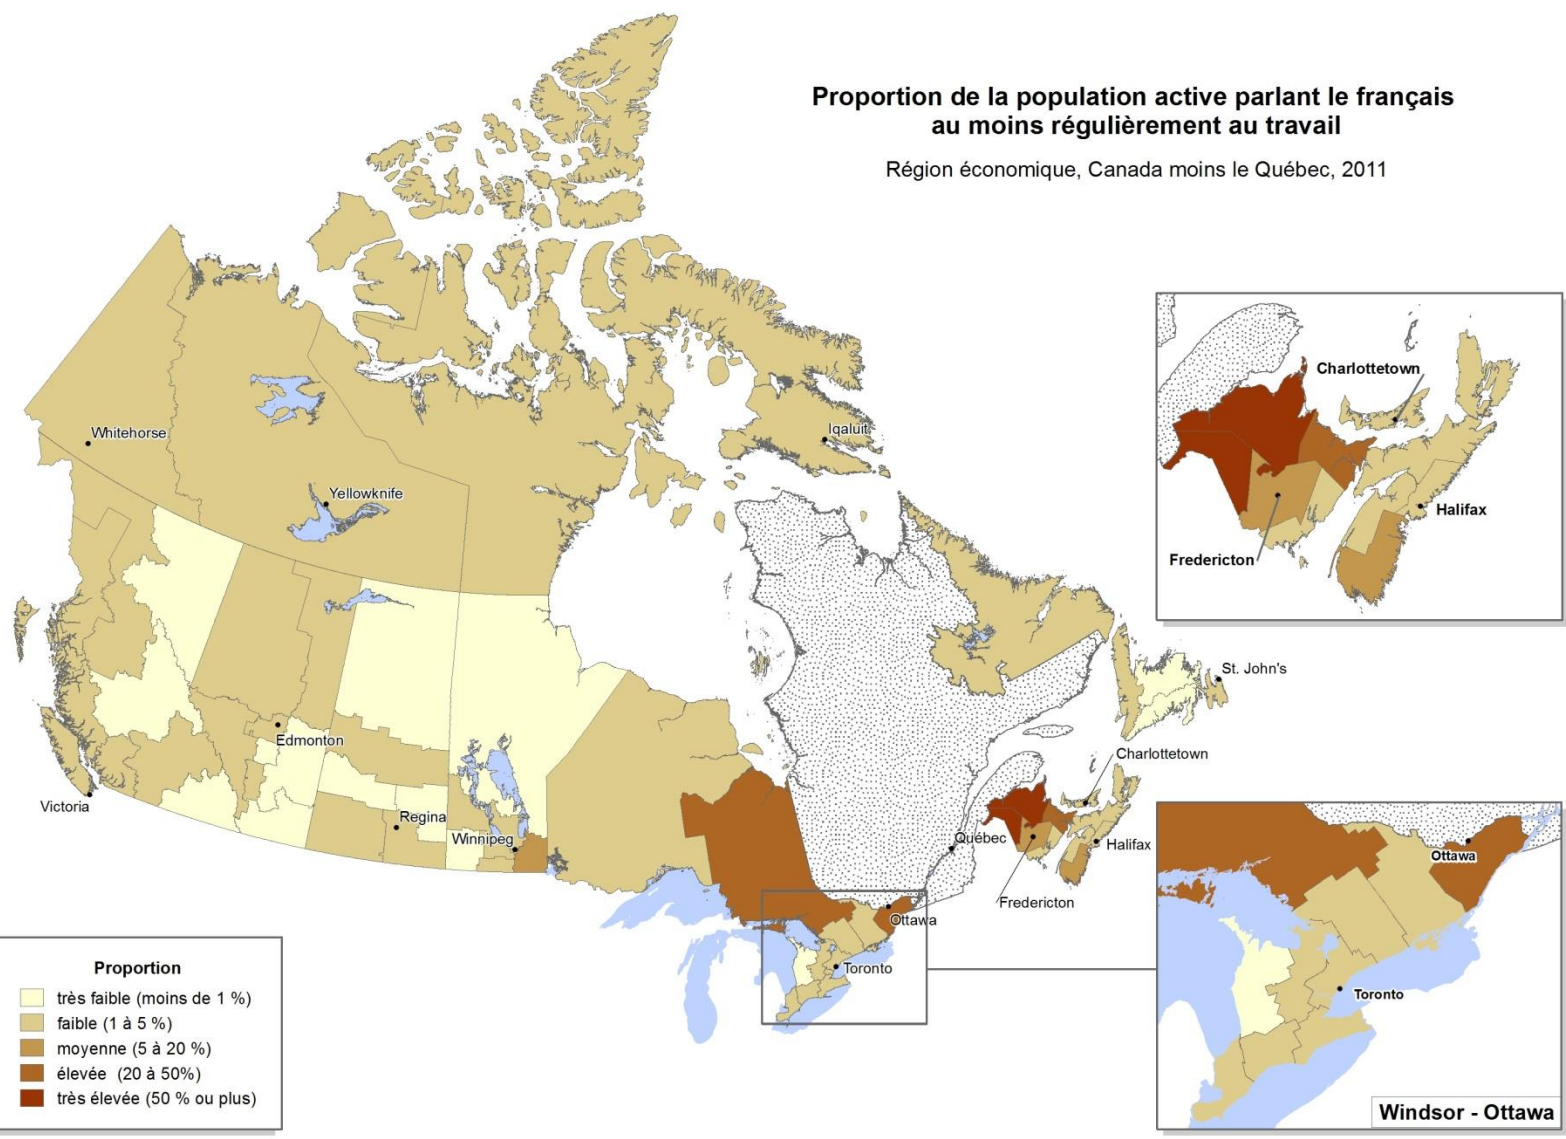 Proportion de la population active parlant le français
au moins régulièrement au travail
Région économique, Canada moins le Québec, 2011
Charlottetown
Halifax
Fredericton
Whitehorse
Iqaluit
Yellowknife
St. John's
Edmonton
Charlottetown
Victoria
Regina
Winnipeg
Québec
Halifax
Fredericton
Ottawa
Toronto
Ottawa
Toronto
Windsor - Ottawa
Proportion
très faible (moins de 1 %)
faible (1 à 5 %)
moyenne (5 à 20 %)
élevée (20 à 50%)
très élevée (50 % ou plus)